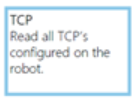 TCP
Read all TCP's
configured on the
robot.